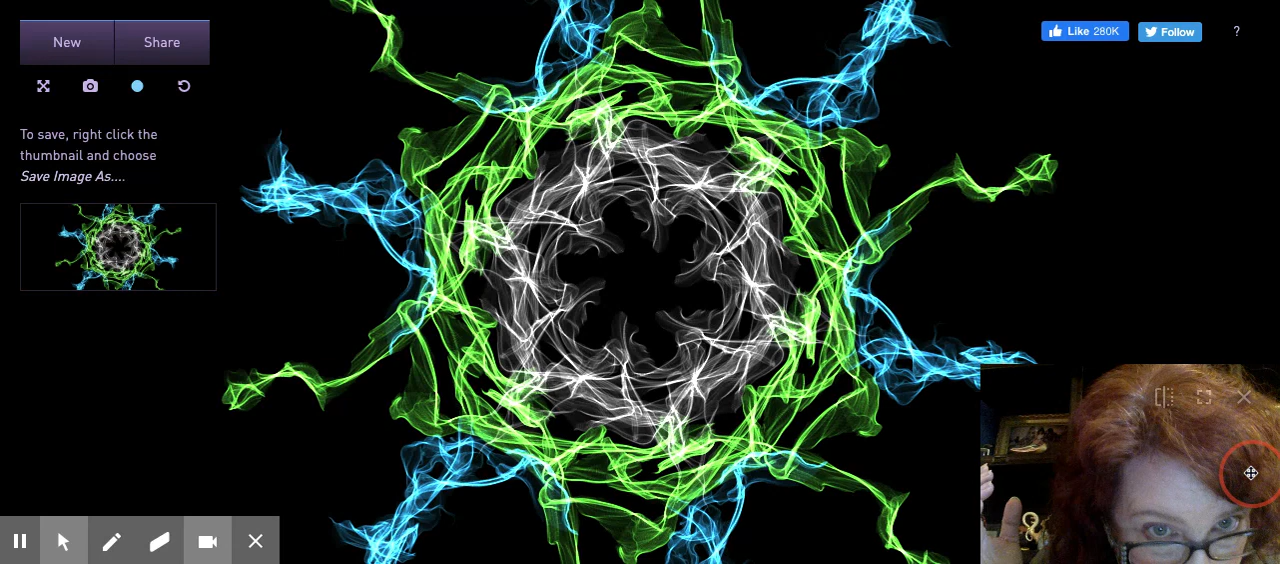 New
Share
Like 280K
Follow
?
To save, right click the
thumbnail and choose
Save Image As....